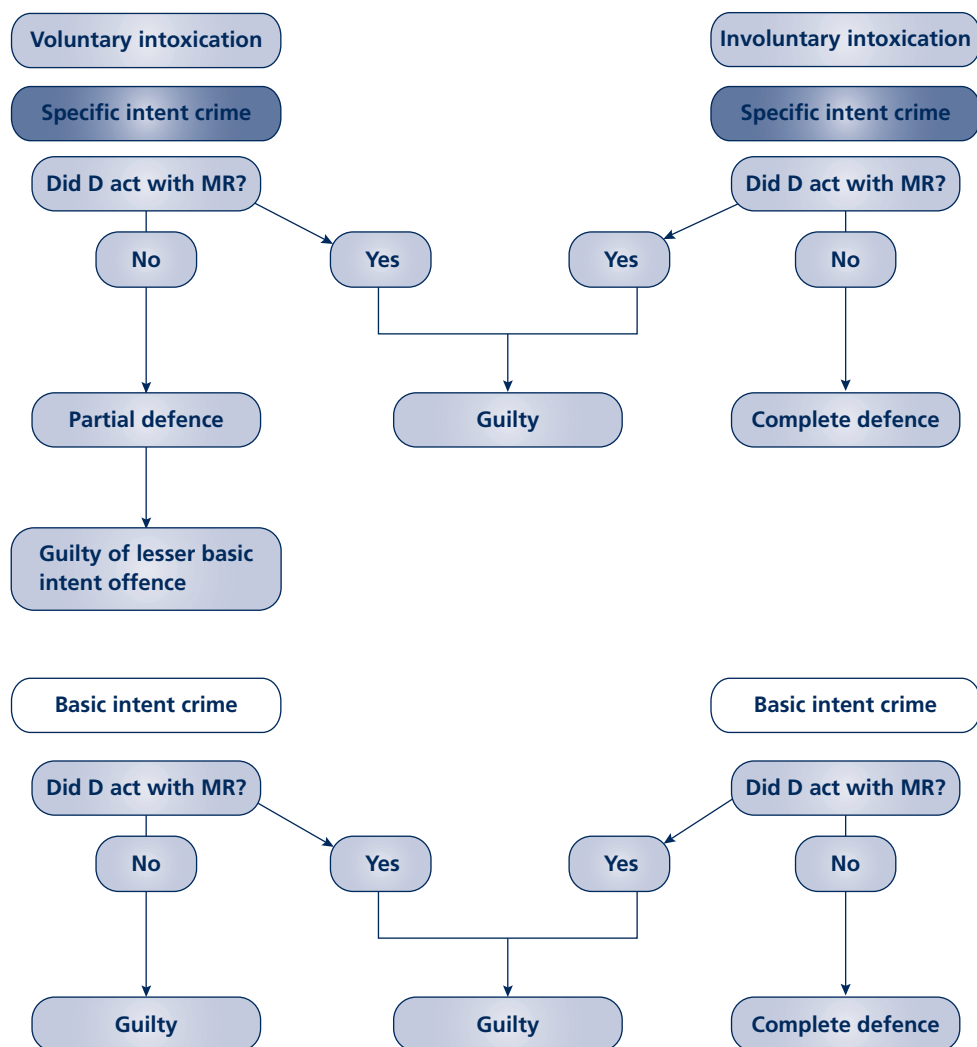 Voluntary intoxication
Involuntary intoxication
Specific intent crime
Specific intent crime
Did D act with MR?
Did D act with MR?
No
Yes
Yes
No
Partial defence
Guilty
Complete defence
Guilty of lesser basic
intent offence
Basic intent crime
Basic intent crime
Did D act with MR?
Did D act with MR?
No
Yes
Yes
No
Guilty
Guilty
Complete defence